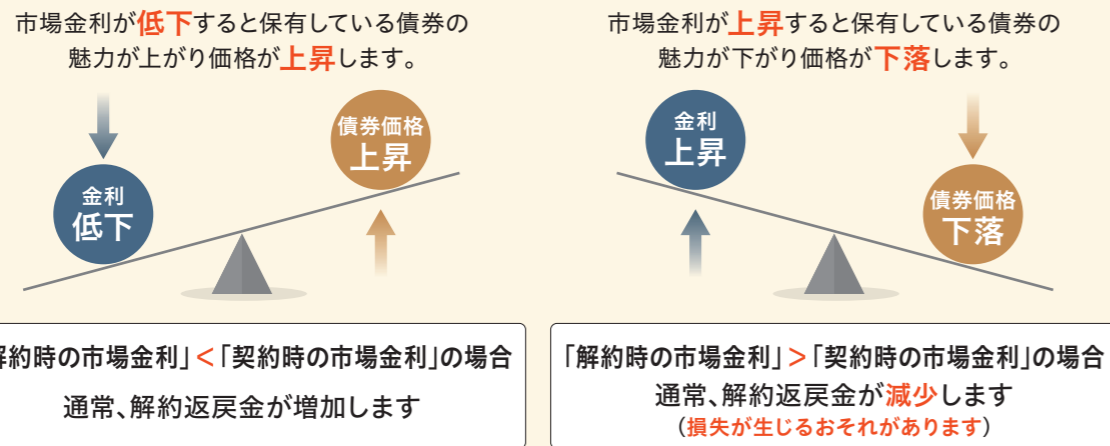 市場金利が低下すると保有している債券の
魅力が上がり価格が上昇します。
債券価格
上昇
金利
低下
約時の市場金利」<「契約時の市場金利」の場合
通常、解約返戻金が増加します
市場金利が上昇すると保有している債券の
魅力が下がり価格が下落します。
金利
上昇
債券価格
下落
「解約時の市場金利」>「契約時の市場金利」の場合
通常、解約返戻金が減少します
(損失が生じるおそれがあります)